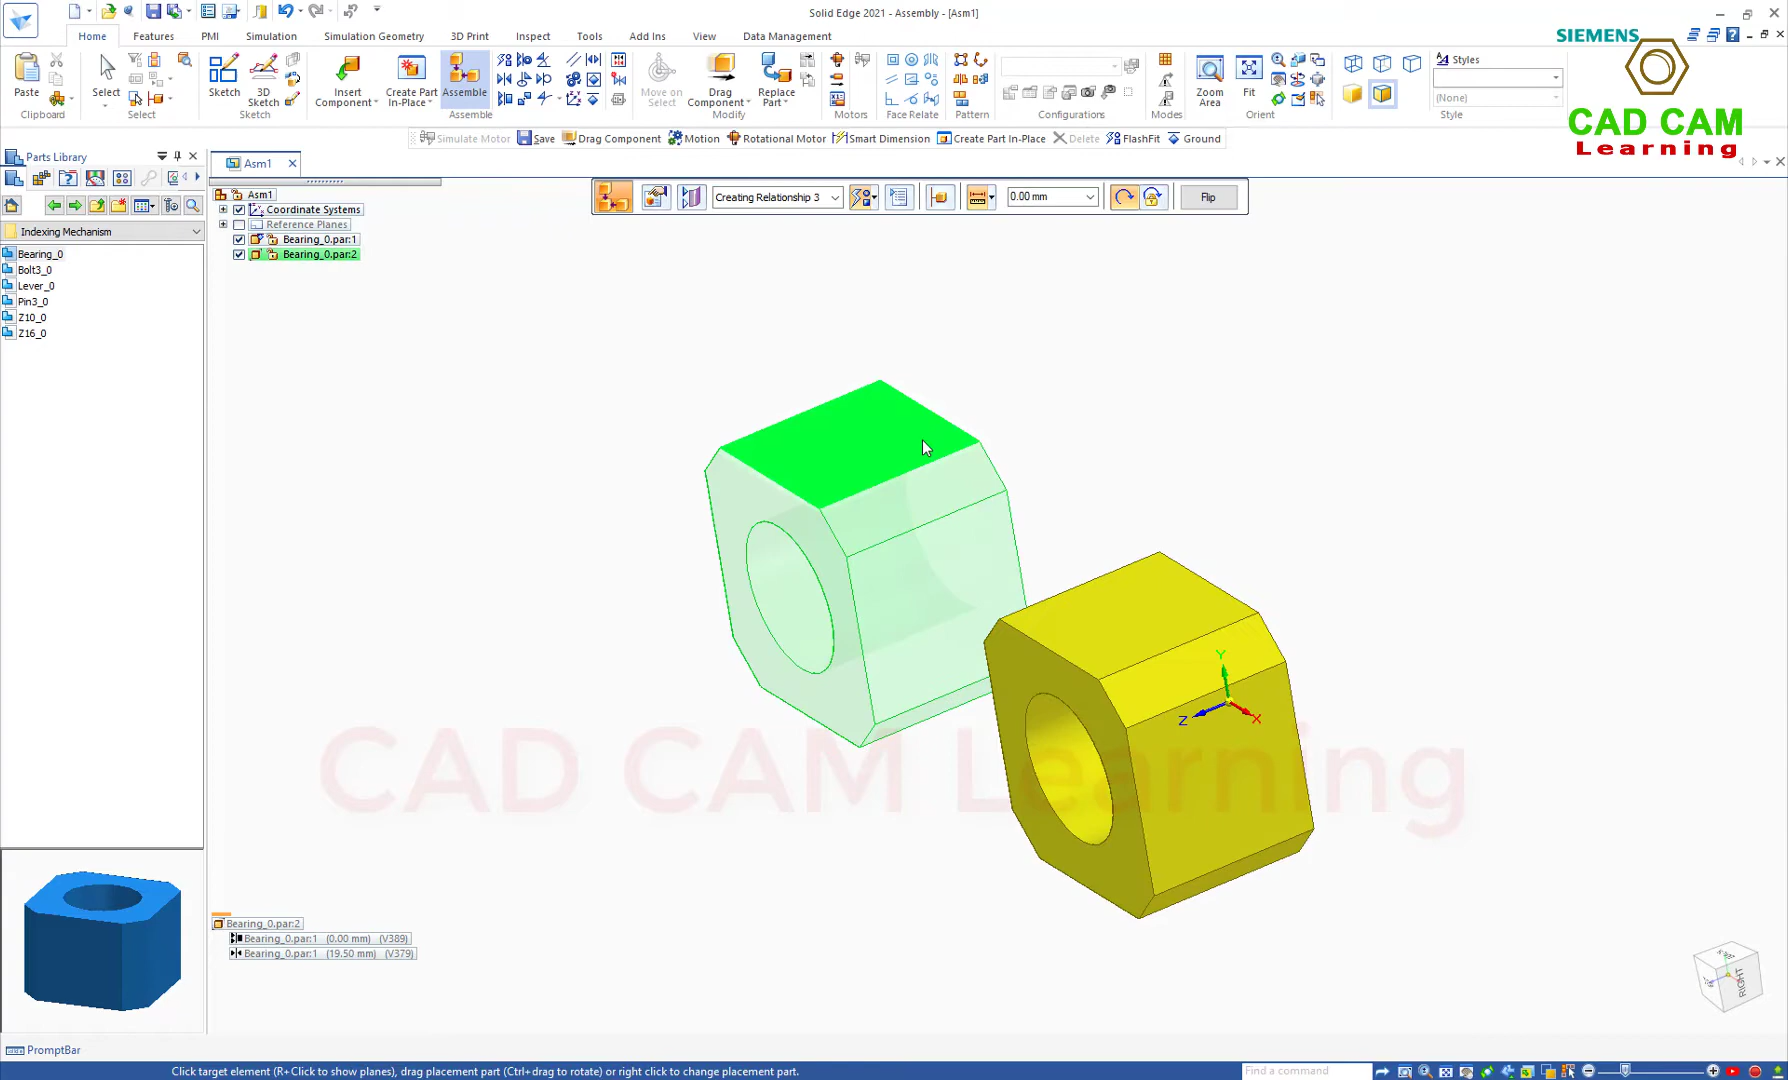 Solid Edge 2021 - Assembly - [Asm1]
Home Features PMI Simulation Simulation Geometry 3D Print Inspect Tools Add Ins View Data Management
SIEMENS
Paste
Clipboard
Select
Select
Sketch
3D Sketch
Sketch
Insert Component
Create Part In-Place
Assemble
Assemble
Move on Select
Drag Component
Replace Part
Modify
Motors
Face Relate
Pattern
Configurations
Modes
Zoom Area
Fit
Orient
Styles
(None)
Style
CAD CAM
Learning
Simulate Motor Save Drag Component Motion Rotational Motor Smart Dimension Create Part In-Place Delete FlashFit Ground
Parts Library
Asm1
Creating Relationship 3
0.00 mm
Flip
Indexing Mechanism
Bearing_0
Bolt3_0
Lever_0
Pin3_0
Z10_0
Z16_0
Asm1
Coordinate Systems
Reference Planes
Bearing_0.par:1
Bearing_0.par:2
Y
Z
X
CAD CAM Learning
Bearing_0.par:2
Bearing_0.par:1 (0.00 mm) (V389)
Bearing_0.par:1 (19.50 mm) (V379)
RIGHT
PromptBar
Click target element (R+Click to show planes), drag placement part (Ctrl+drag to rotate) or right click to change placement part.
Find a command